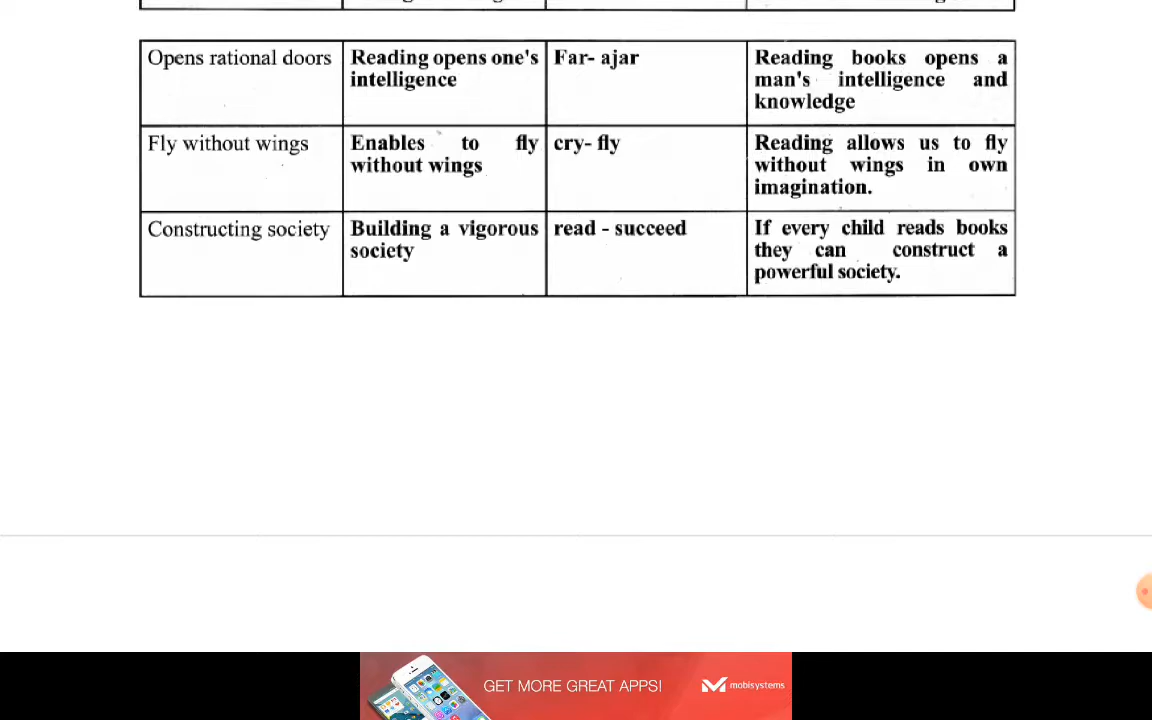 Opens rational doors
Reading opens one's
intelligence
Far- ajar
Reading books opens a
man's intelligence and
knowledge
Fly without wings
Enables to fly
without wings
cry- fly
Reading allows us to fly
without wings in own
imagination.
Constructing society
Building a vigorous
society
read - succeed
If every child reads books
they can construct a
powerful society.
GET MORE GREAT APPS!
mobisystems